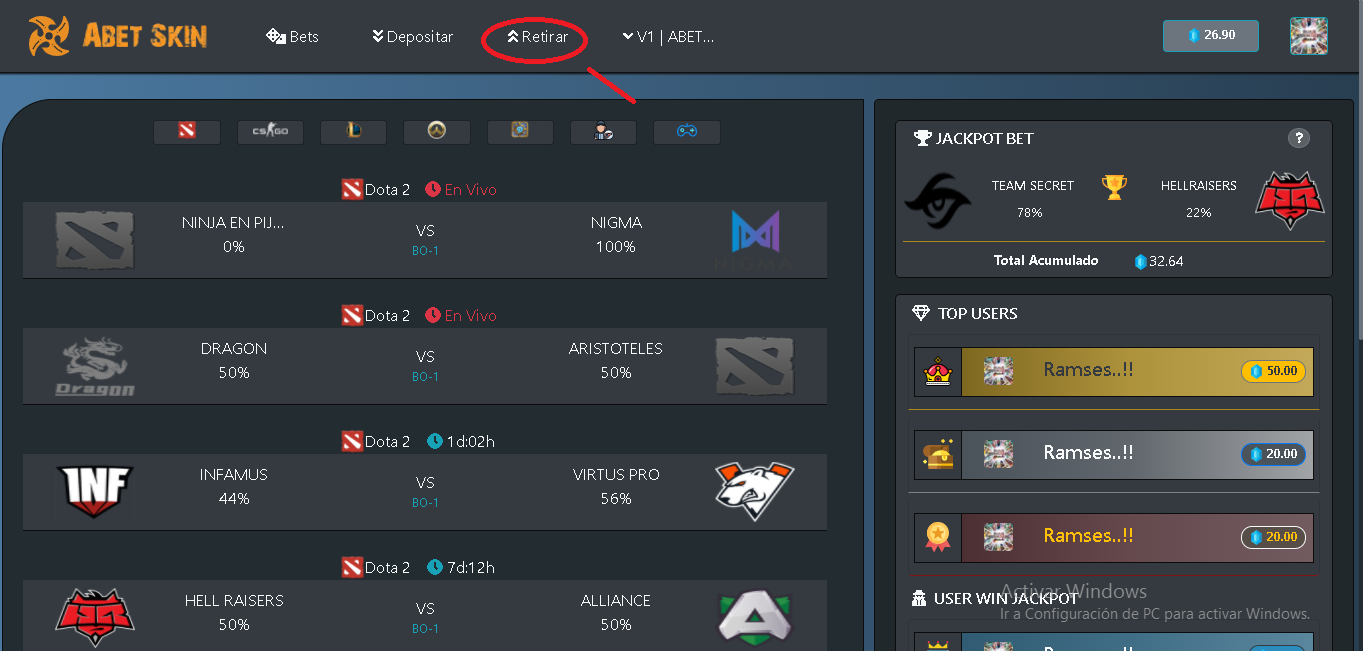 ABET SKIN
Bets
Depositar
Retirar
V1 | ABET...
26.90
CS GO
Dota 2 En Vivo
NINJA EN PIJ...
0%
VS
BO-1
NIGMA
100%
NIGMA
Dota 2 En Vivo
Dragon
DRAGON
50%
VS
BO-1
ARISTOTELES
50%
Dota 2 1d:02h
INF
INFAMUS
44%
VS
BO-1
VIRTUS PRO
56%
Dota 2 7d:12h
HELL RAISERS
50%
VS
BO-1
ALLIANCE
50%
JACKPOT BET
?
TEAM SECRET
78%
HELLRAISERS
22%
Total Acumulado 32.64
TOP USERS
Ramses..!! 50.00
Ramses..!! 20.00
Ramses..!! 20.00
USER WIN JACKPOT
Activar Windows
Ir a Configuración de PC para activar Windows.